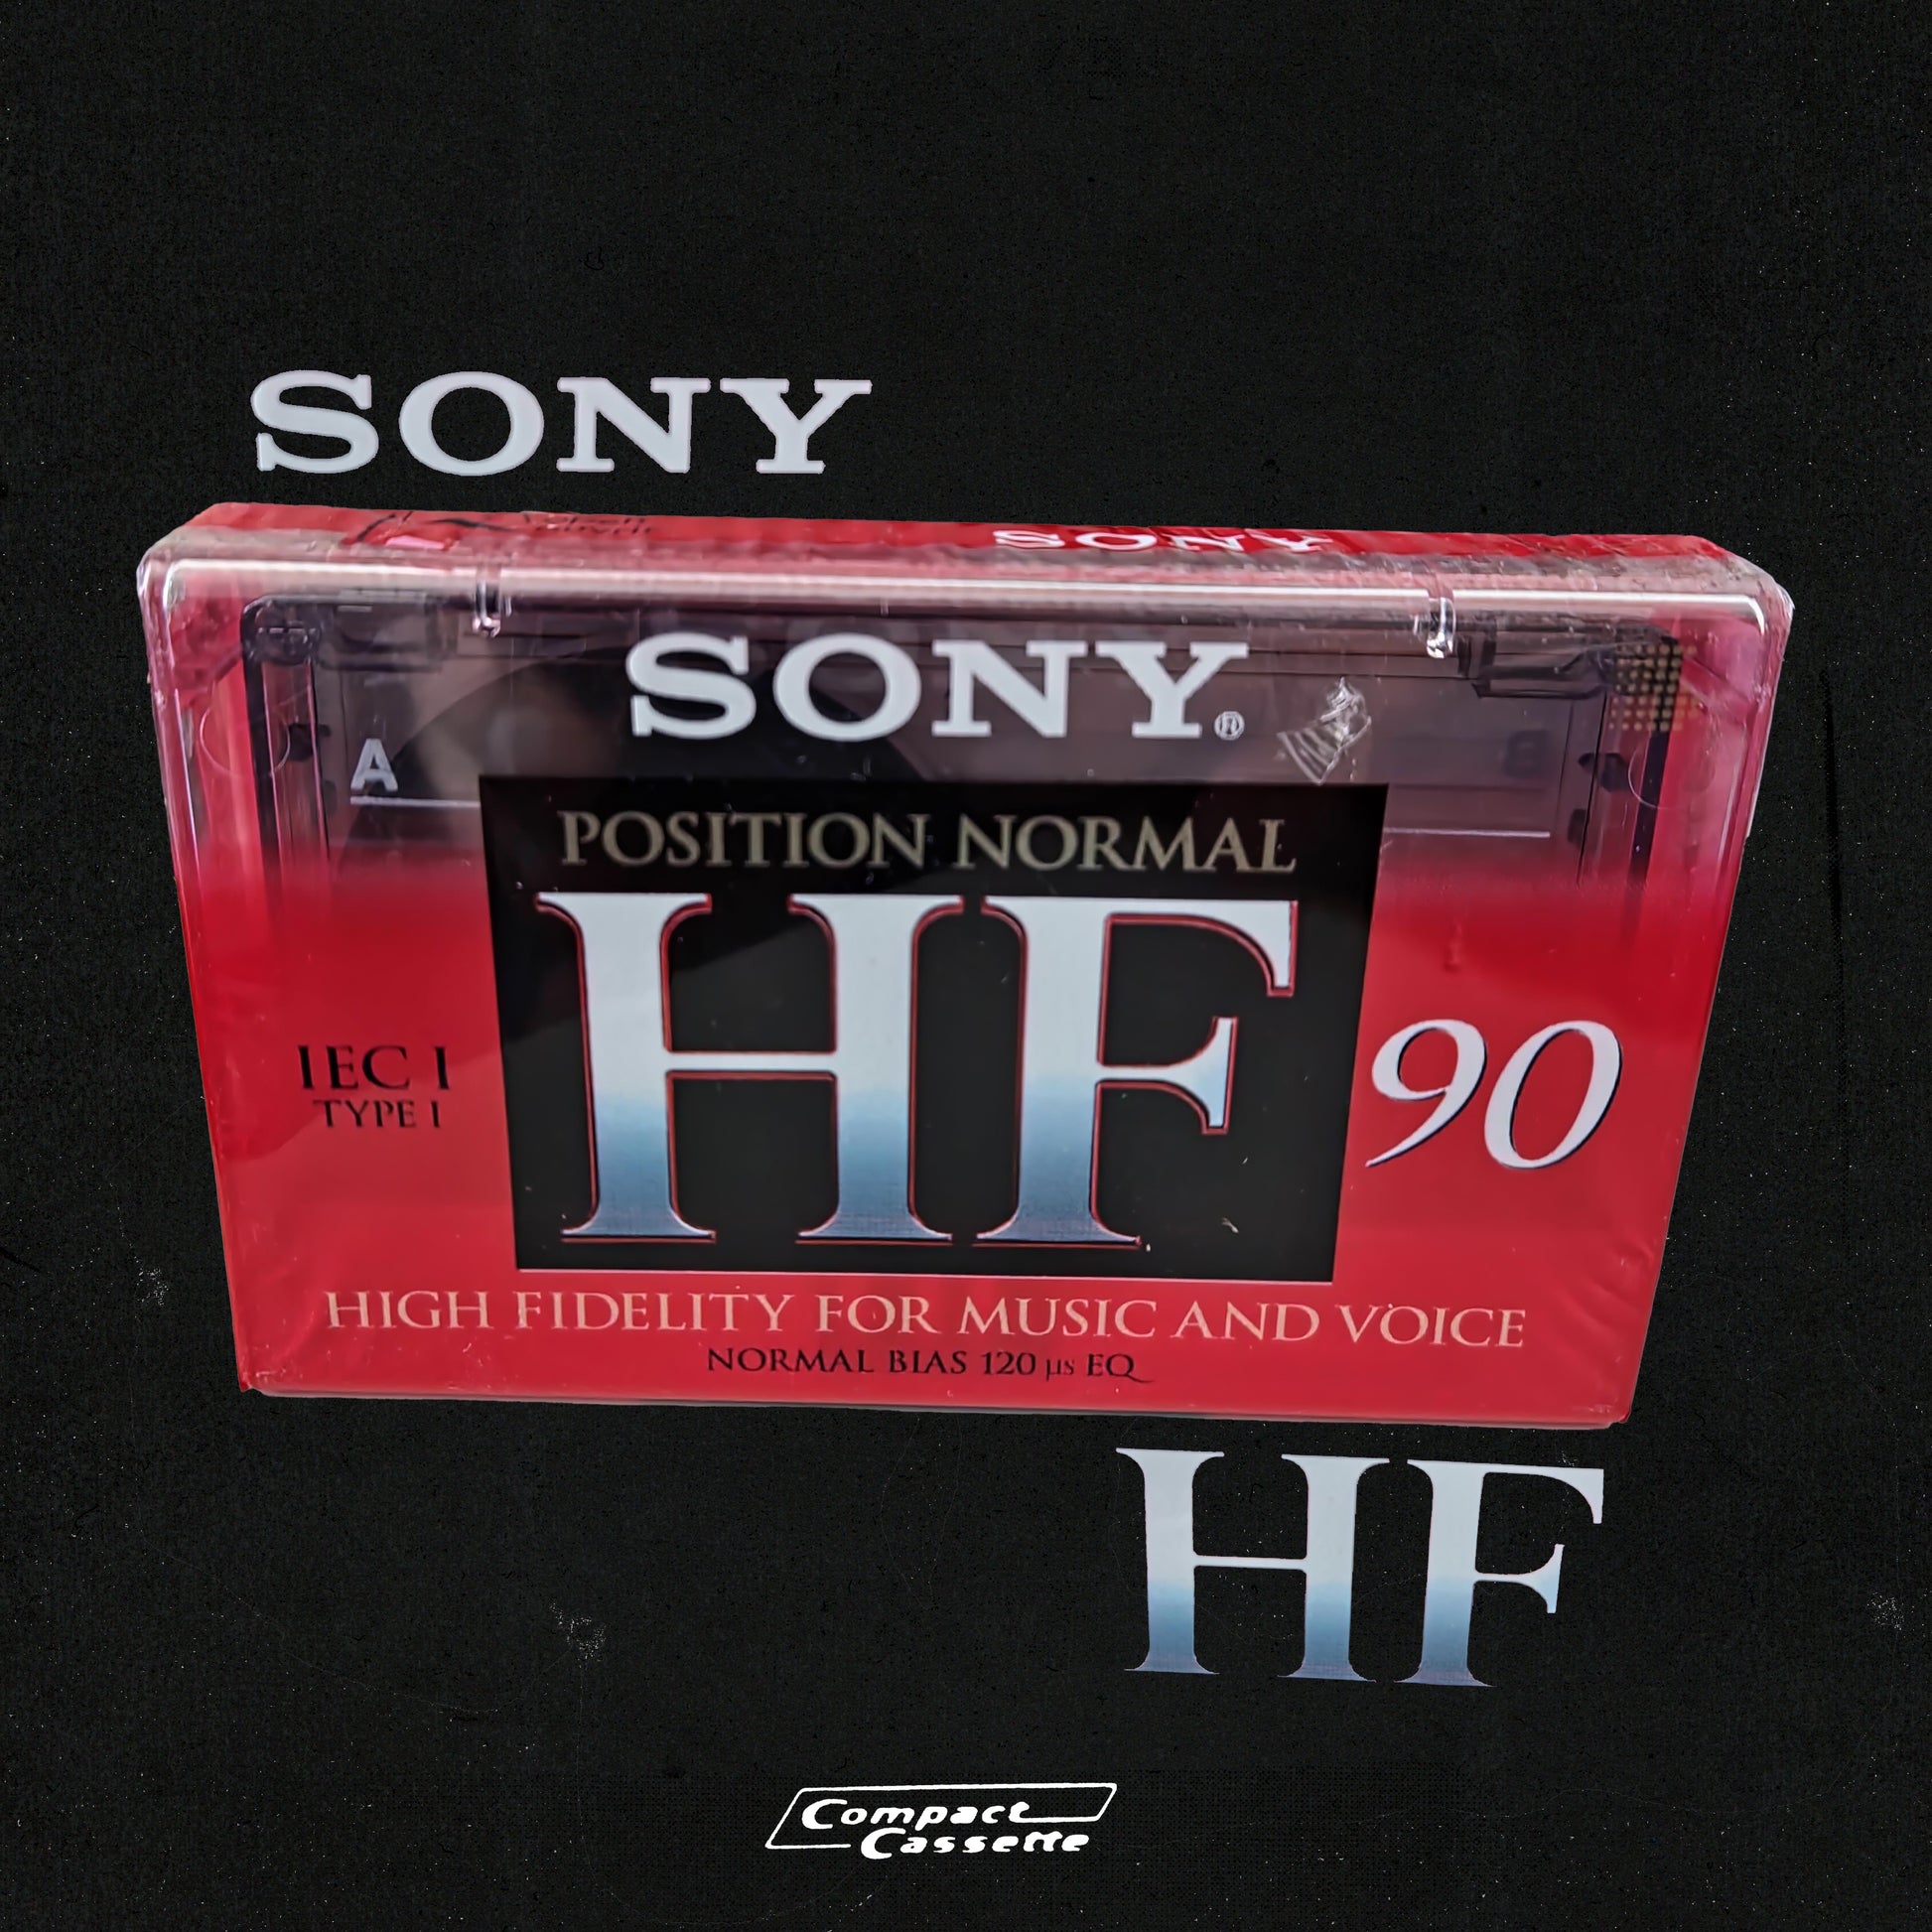 SONY
SONY
SONY®
A
B
POSITION NORMAL
HF
IEC I
TYPE I
90
HIGH FIDELITY FOR MUSIC AND VOICE
NORMAL BIAS 120 µs EQ
HF
Compact
Cassette